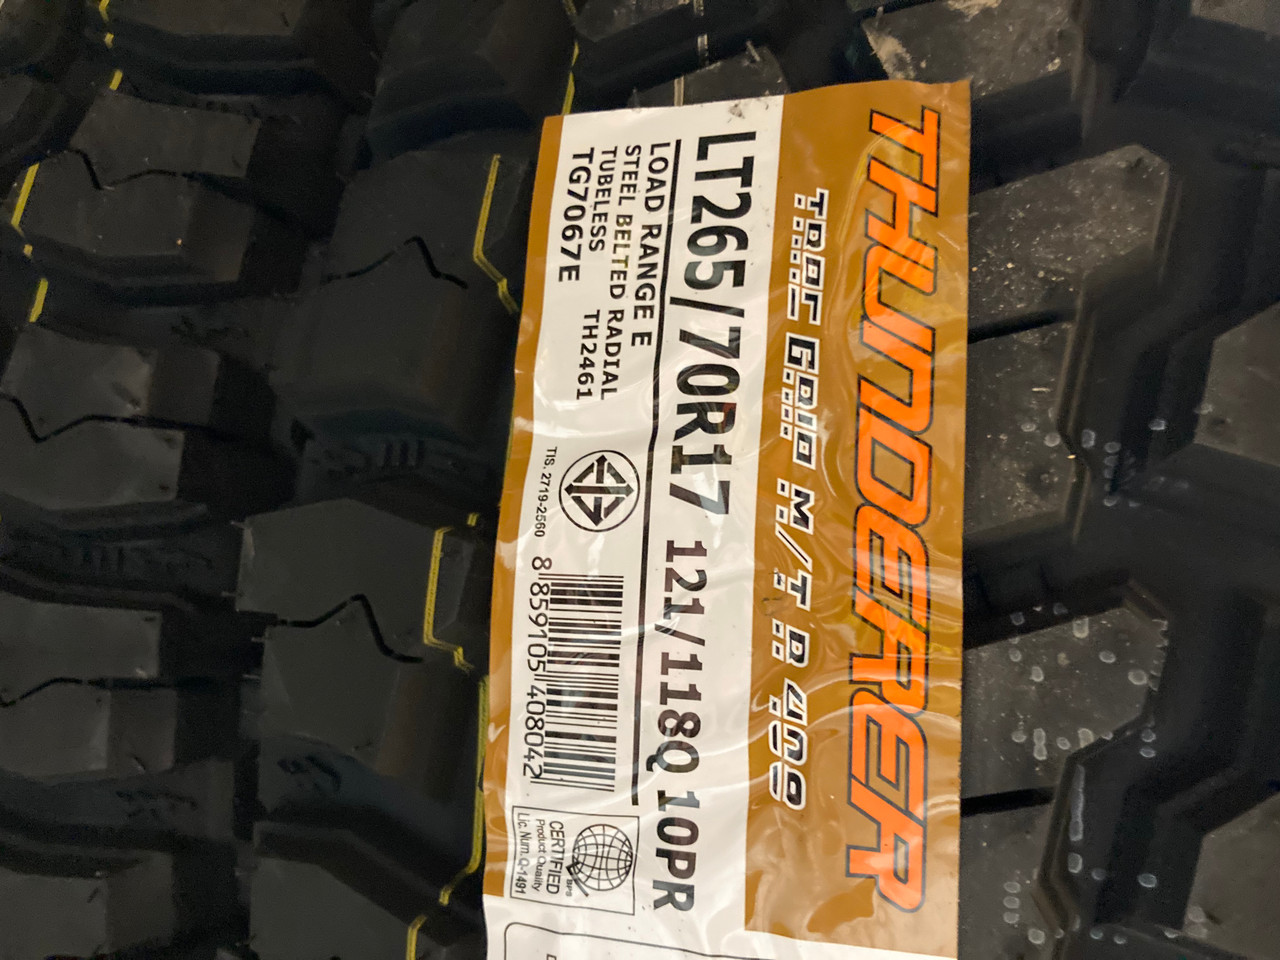 THUNDERER
TRAC GRIP M/T R408
LT265/70R17 121/118Q 10PR
LOAD RANGE E
STEEL BELTED RADIAL
TUBELESS TH2461
TG7067E
TIS. 2719-2560
8 859105 408042
CERTIFIED
Product Quality
Lic. Num. Q-1491
BPS